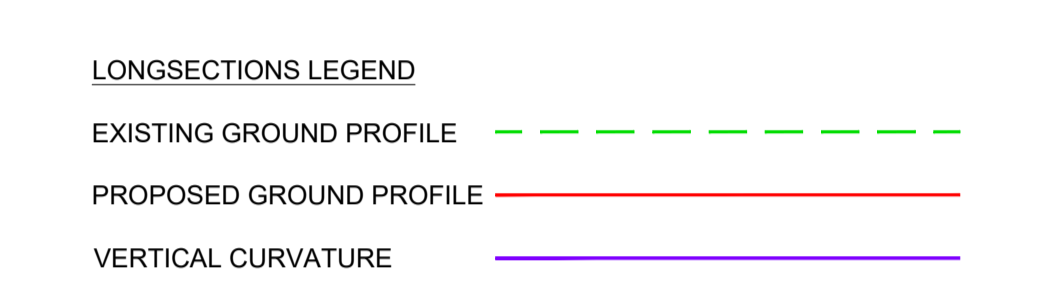 LONGSECTIONS LEGEND
EXISTING GROUND PROFILE
PROPOSED GROUND PROFILE
VERTICAL CURVATURE